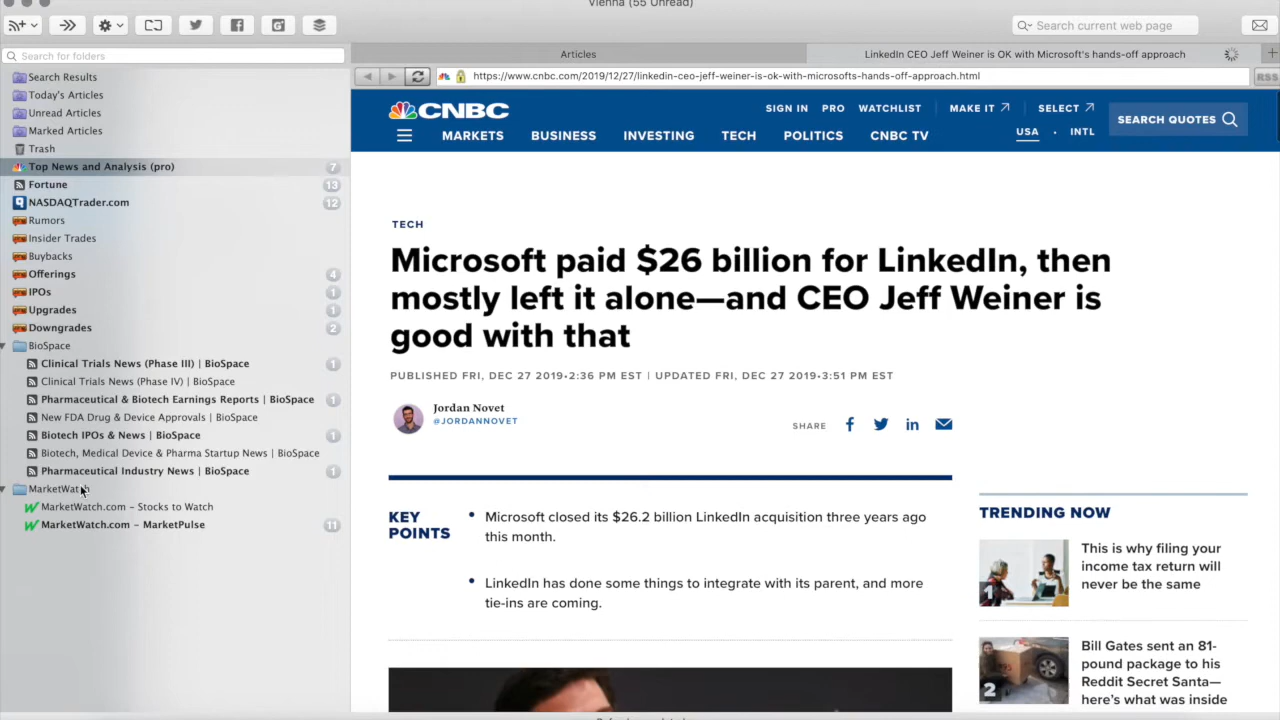 Vienna (55 Unread)
Search current web page
Search for folders
Articles
LinkedIn CEO Jeff Weiner is OK with Microsoft's hands-off approach
https://www.cnbc.com/2019/12/27/linkedin-ceo-jeff-weiner-is-ok-with-microsofts-hands-off-approach.html
RSS
Search Results
Today's Articles
Unread Articles
Marked Articles
Trash
Top News and Analysis (pro) 7
Fortune 13
NASDAQTrader.com 12
Rumors
Insider Trades
Buybacks
Offerings 4
IPOs 1
Upgrades 1
Downgrades 2
BioSpace
Clinical Trials News (Phase III) | BioSpace 1
Clinical Trials News (Phase IV) | BioSpace
Pharmaceutical & Biotech Earnings Reports | BioSpace 1
New FDA Drug & Device Approvals | BioSpace
Biotech IPOs & News | BioSpace 1
Biotech, Medical Device & Pharma Startup News | BioSpace
Pharmaceutical Industry News | BioSpace 1
MarketWatch
MarketWatch.com – Stocks to Watch
MarketWatch.com – MarketPulse 11
CNBC
SIGN IN PRO WATCHLIST MAKE IT SELECT
MARKETS BUSINESS INVESTING TECH POLITICS CNBC TV
USA · INTL
SEARCH QUOTES
TECH
Microsoft paid $26 billion for LinkedIn, then
mostly left it alone—and CEO Jeff Weiner is
good with that
PUBLISHED FRI, DEC 27 2019•2:36 PM EST | UPDATED FRI, DEC 27 2019•3:51 PM EST
Jordan Novet
@JORDANNOVET
SHARE
KEY
POINTS
• Microsoft closed its $26.2 billion LinkedIn acquisition three years ago
this month.
• LinkedIn has done some things to integrate with its parent, and more
tie-ins are coming.
TRENDING NOW
1
This is why filing your
income tax return will
never be the same
2
Bill Gates sent an 81-
pound package to his
Reddit Secret Santa—
here's what was inside